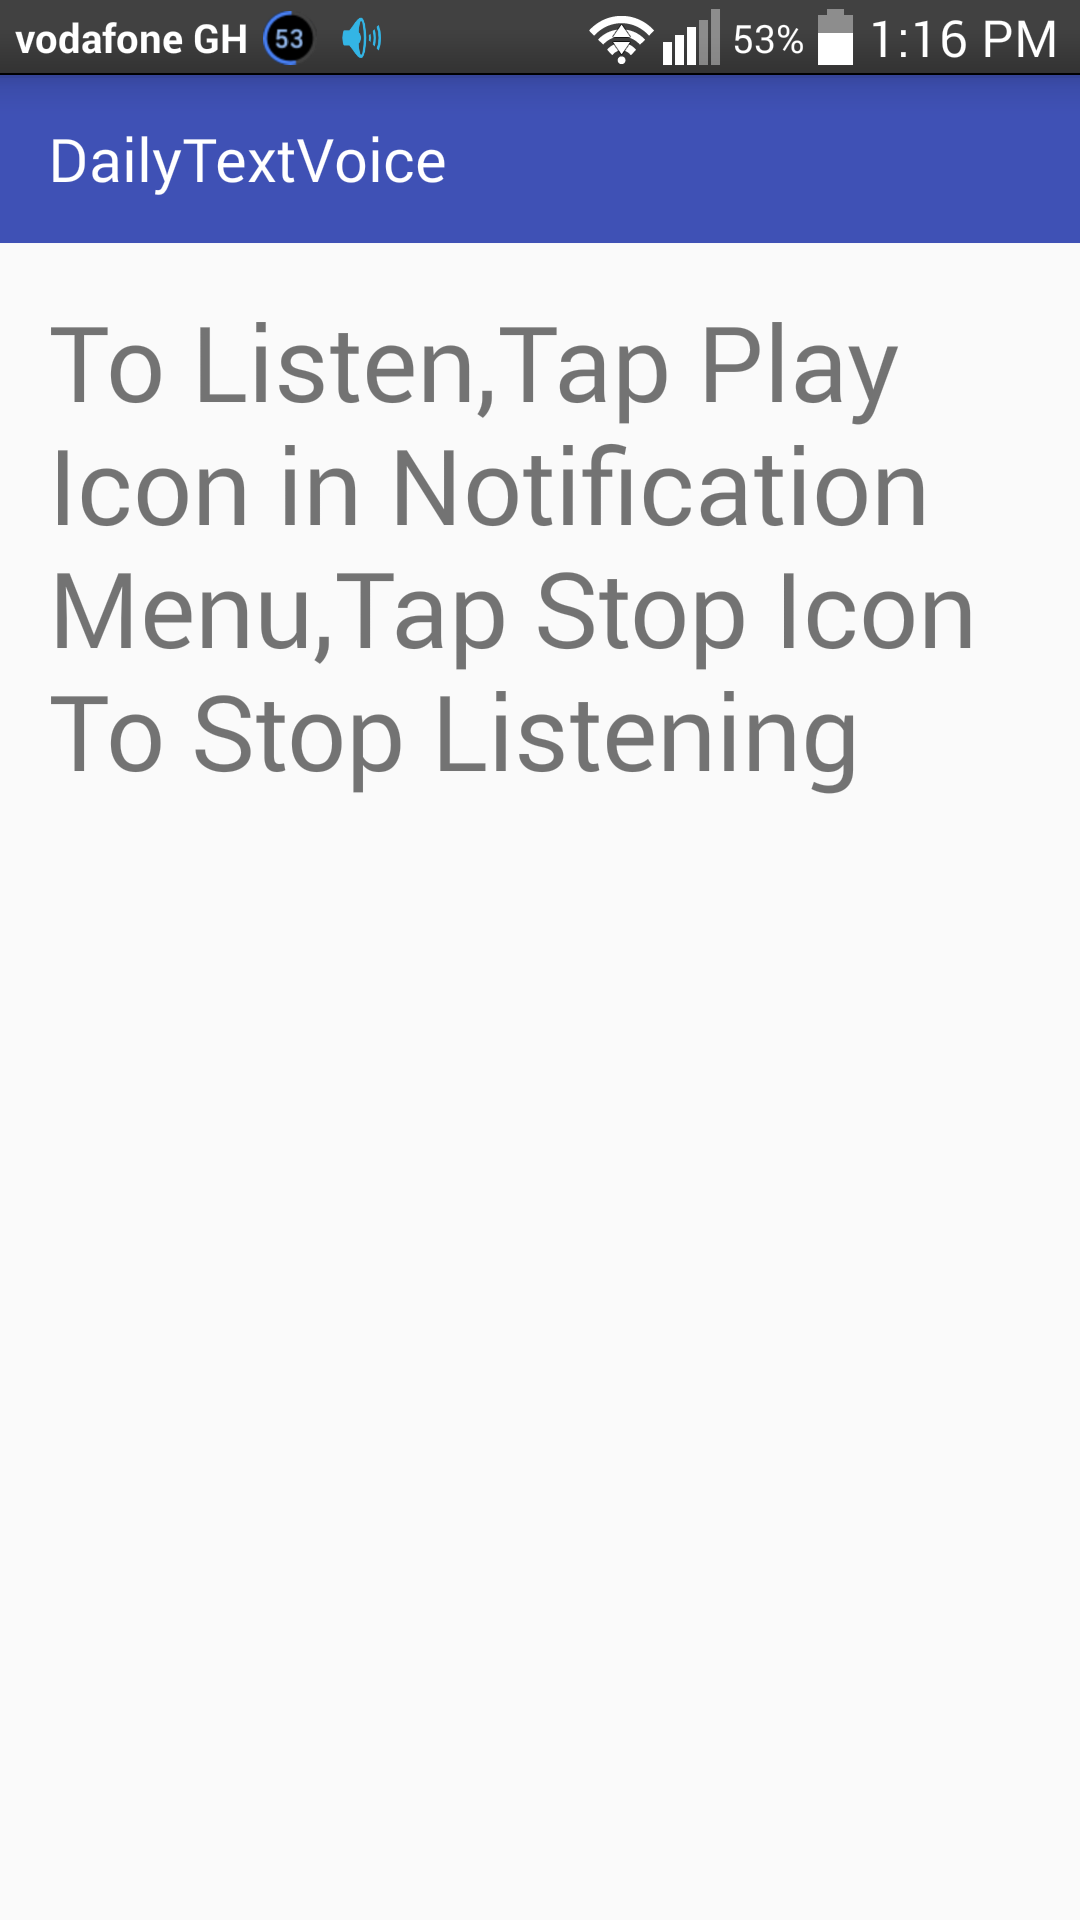 vodafone GH 53 53% 1:16 PM
DailyTextVoice
To Listen,Tap Play
Icon in Notification
Menu,Tap Stop Icon
To Stop Listening